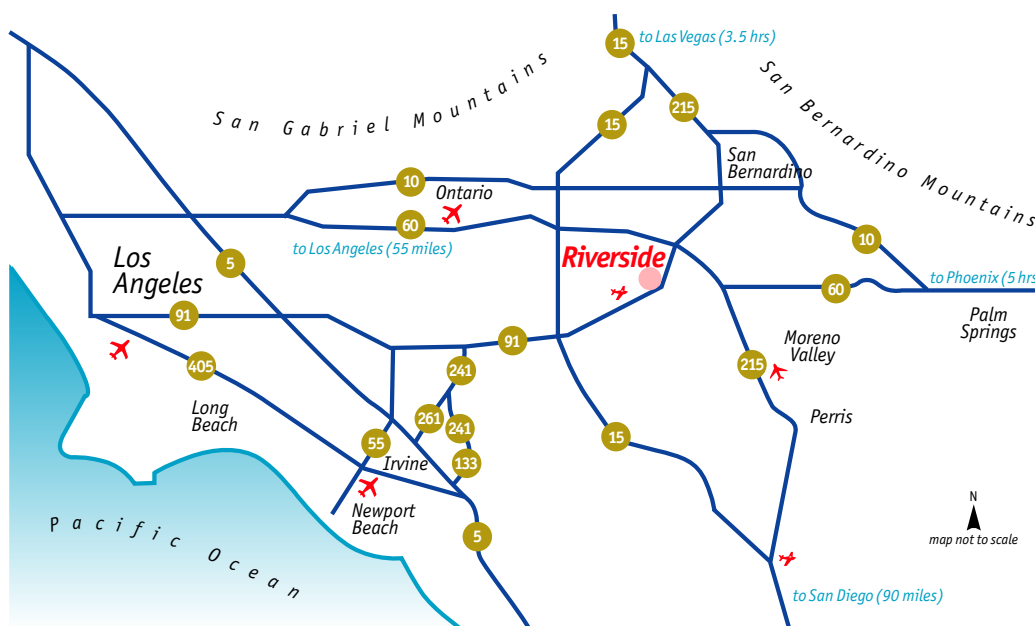 15
to Las Vegas (3.5 hrs)
San Gabriel Mountains
San Bernardino Mountains
215
15
San
Bernardino
10
Ontario
60
to Los Angeles (55 miles)
10
5
Los
Angeles
Riverside
to Phoenix (5 hrs
60
Palm
Springs
91
91
Moreno
Valley
405
241
215
Long
Beach
261
241
Perris
55
15
Irvine
133
Newport
Beach
N
map not to scale
Pacific Ocean
5
to San Diego (90 miles)